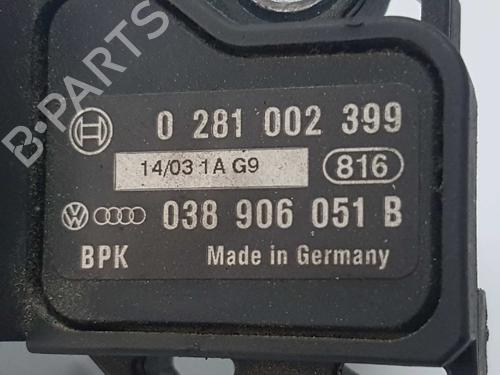 B-PARTS
0 281 002 399
14/03 1A G9 816
038 906 051 B
BPK Made in Germany